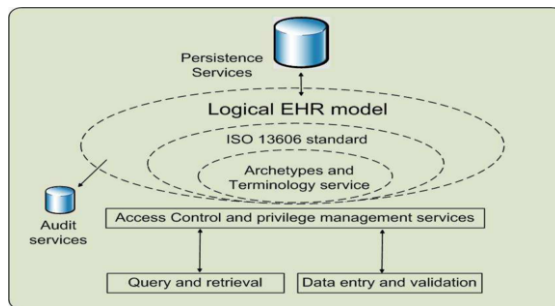 Persistence
Services
Logical EHR model
ISO 13606 standard
Archetypes and
Terminology service
Audit
services
Access Control and privilege management services
Query and retrieval
Data entry and validation